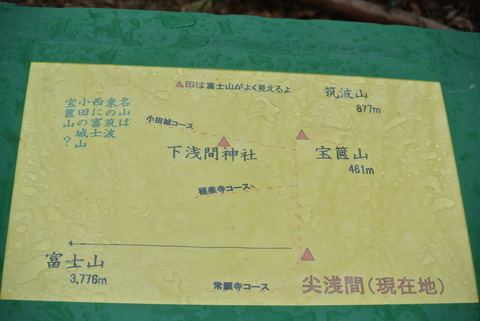 ▲印は富士山がよく見えるよ
名山は
東の筑波
西に富士
小田城山
宝篋山？
筑波山
877m
小田城コース
下浅間神社
宝篋山
461m
極楽寺コース
富士山
3,776m
常願寺コース
尖浅間(現在地)